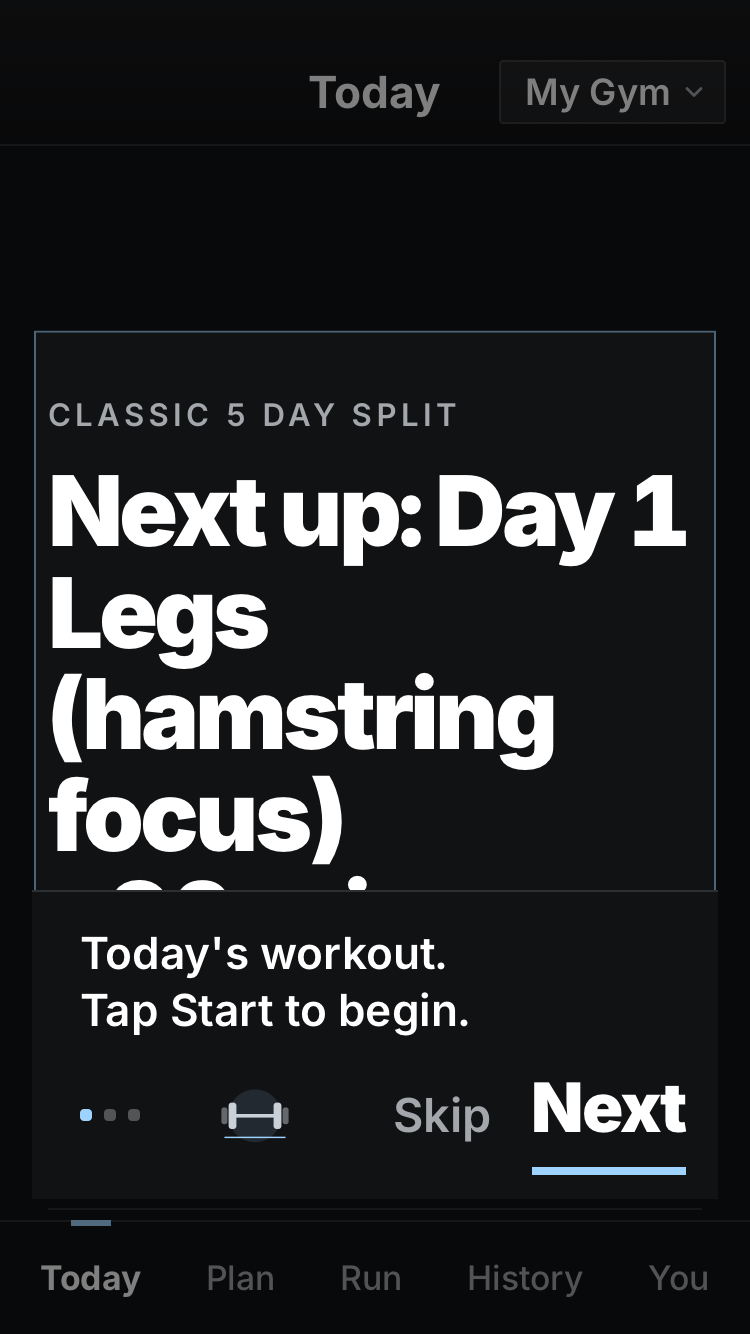 Today
My Gym
CLASSIC 5 DAY SPLIT
Next up: Day 1
Legs
(hamstring
focus)
Today's workout.
Tap Start to begin.
Skip
Next
Today
Plan
Run
History
You